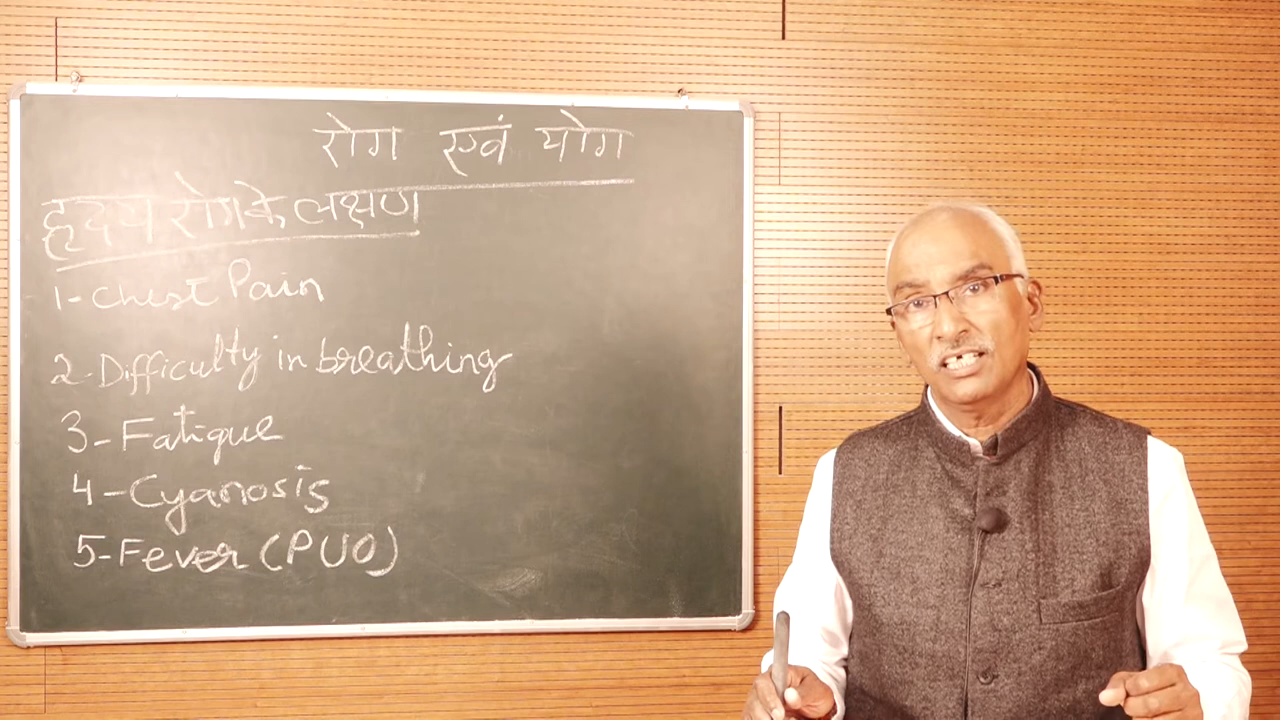 रोग एवं योग
हृदय रोग के लक्षण
1- Chest Pain
2- Difficulty in breathing
3- Fatigue
4- Cyanosis
5- Fever (PUO)